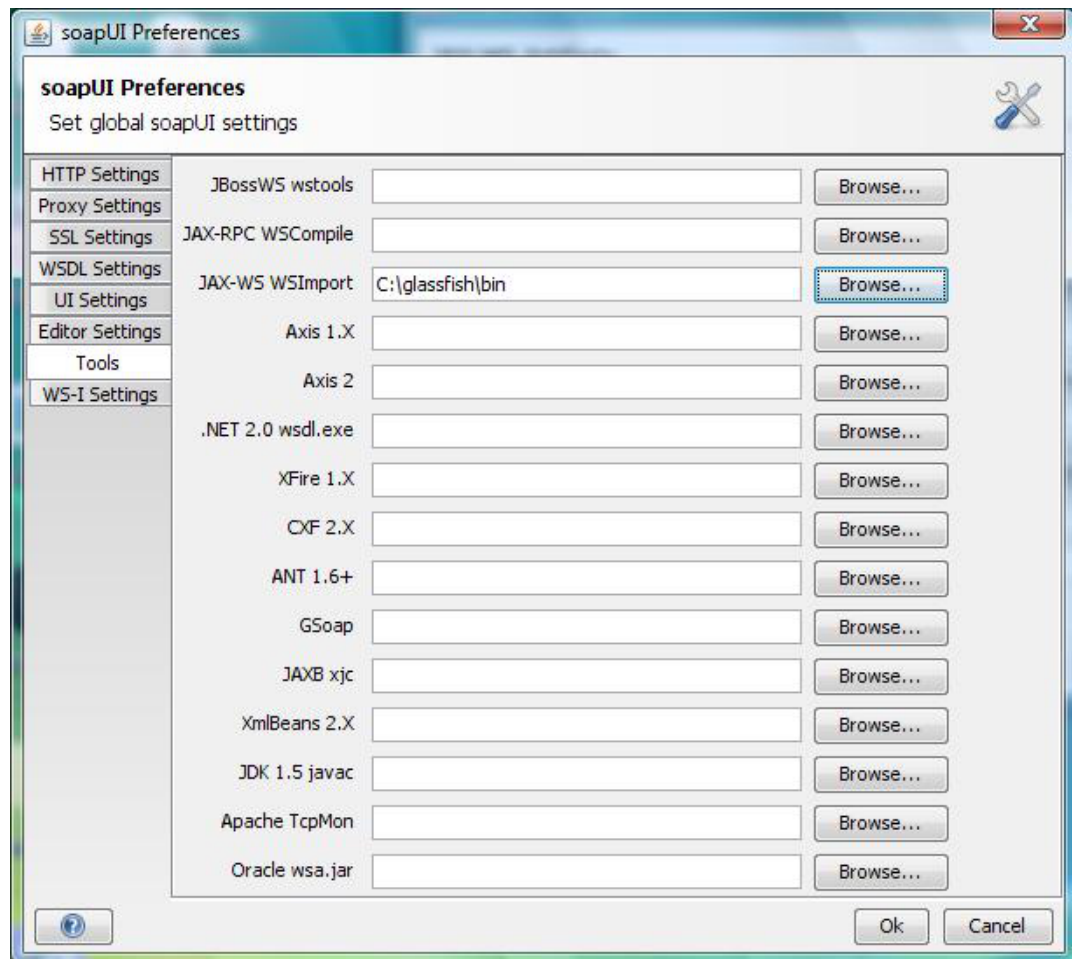 soapUI Preferences
soapUI Preferences
Set global soapUI settings
HTTP Settings
Proxy Settings
SSL Settings
WSDL Settings
UI Settings
Editor Settings
Tools
WS-I Settings
JBossWS wstools Browse...
JAX-RPC WSCompile Browse...
JAX-WS WSImport C:\glassfish\bin Browse...
Axis 1.X Browse...
Axis 2 Browse...
.NET 2.0 wsdl.exe Browse...
XFire 1.X Browse...
CXF 2.X Browse...
ANT 1.6+ Browse...
GSoap Browse...
JAXB xjc Browse...
XmlBeans 2.X Browse...
JDK 1.5 javac Browse...
Apache TcpMon Browse...
Oracle wsa.jar Browse...
Ok Cancel